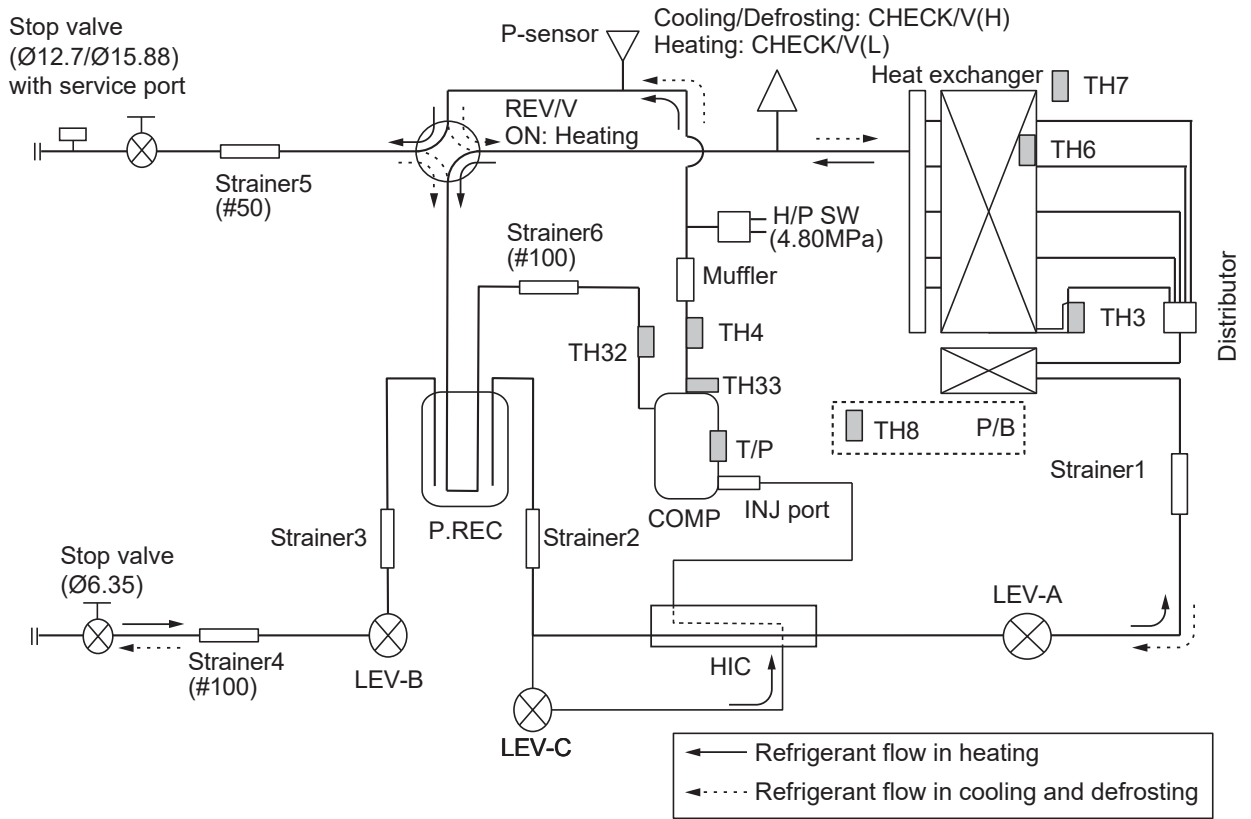 Stop valve
(Ø12.7/Ø15.88)
with service port
P-sensor
Cooling/Defrosting: CHECK/V(H)
Heating: CHECK/V(L)
Heat exchanger
TH7
REV/V
ON: Heating
TH6
Strainer5
(#50)
Strainer6
(#100)
H/P SW
(4.80MPa)
Muffler
TH32
TH4
TH3
Distributor
TH33
TH8
P/B
T/P
Strainer1
INJ port
COMP
P.REC
Strainer3
Strainer2
Stop valve
(Ø6.35)
LEV-A
Strainer4
(#100)
LEV-B
HIC
LEV-C
Refrigerant flow in heating
Refrigerant flow in cooling and defrosting